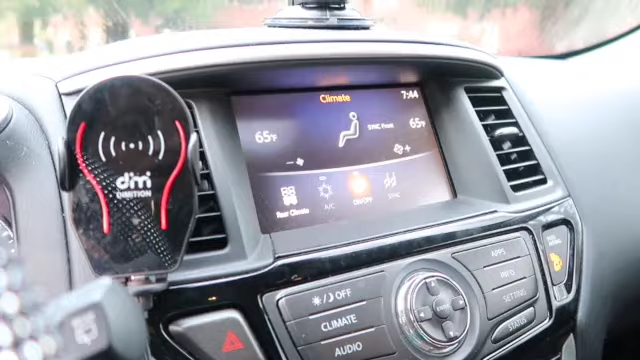 Climate
7:44
65°F
SYNC Front
65°F
Rear Climate
A/C
ON/OFF
SYNC
dm
DIMITION
OFF
CLIMATE
AUDIO
APPS
INFO
SETTING
STATUS